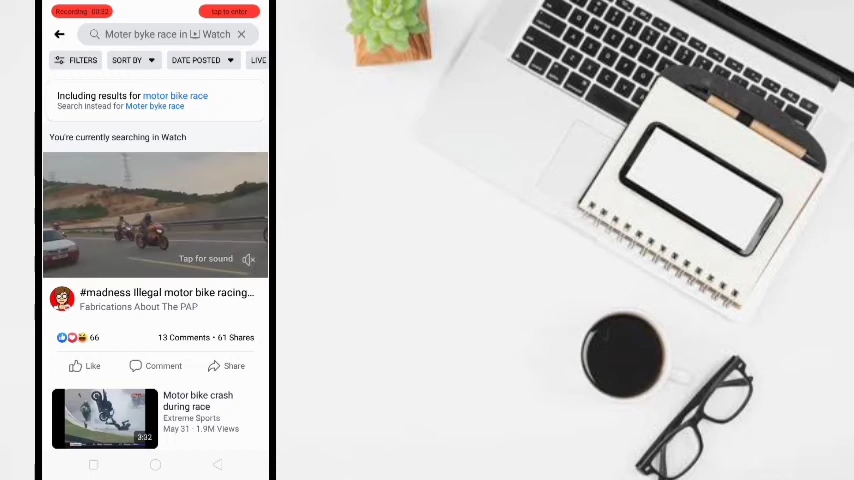 Recording 00:32
tap to enter
Moter byke race in Watch
FILTERS SORT BY DATE POSTED LIVE
Including results for motor bike race
Search instead for Moter byke race
You're currently searching in Watch
Tap for sound
#madness Illegal motor bike racing...
Fabrications About The PAP
66 13 Comments • 61 Shares
Like Comment Share
Motor bike crash
during race
Extreme Sports
May 31 · 1.9M Views
3:02